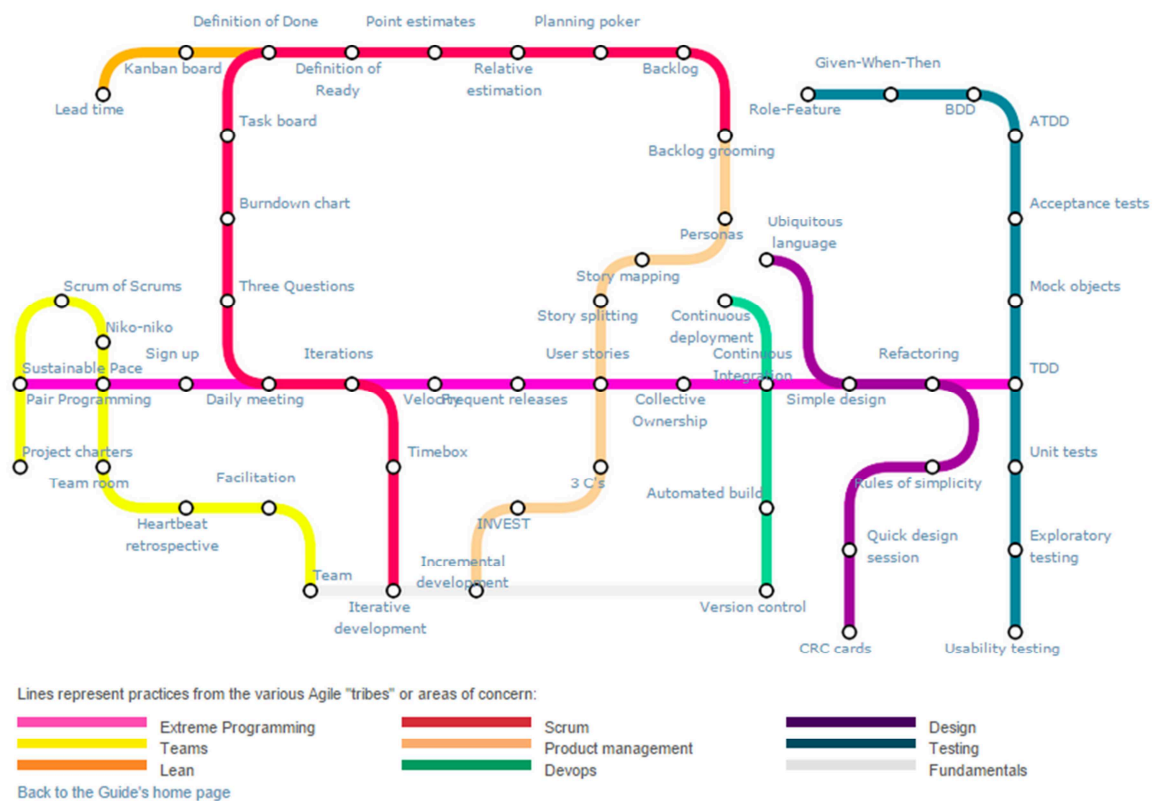 Definition of Done
Point estimates
Planning poker
Kanban board
Definition of
Ready
Relative
estimation
Backlog
Given-When-Then
Lead time
Role-Feature
BDD
Task board
ATDD
Backlog grooming
Burndown chart
Acceptance tests
Personas
Ubiquitous
language
Story mapping
Scrum of Scrums
Three Questions
Mock objects
Niko-niko
Story splitting
Continuous
deployment
Sign up
Iterations
User stories
Continuous
Integration
Refactoring
Sustainable Pace
TDD
Pair Programming
Daily meeting
Velocity
Frequent releases
Collective
Ownership
Simple design
Project charters
Timebox
Unit tests
Team room
Facilitation
3 C's
Rules of simplicity
Automated build
Heartbeat
retrospective
INVEST
Quick design
session
Exploratory
testing
Incremental
development
Team
Iterative
development
Version control
CRC cards
Usability testing
Lines represent practices from the various Agile "tribes" or areas of concern:
Extreme Programming
Scrum
Design
Teams
Product management
Testing
Lean
Devops
Fundamentals
Back to the Guide's home page